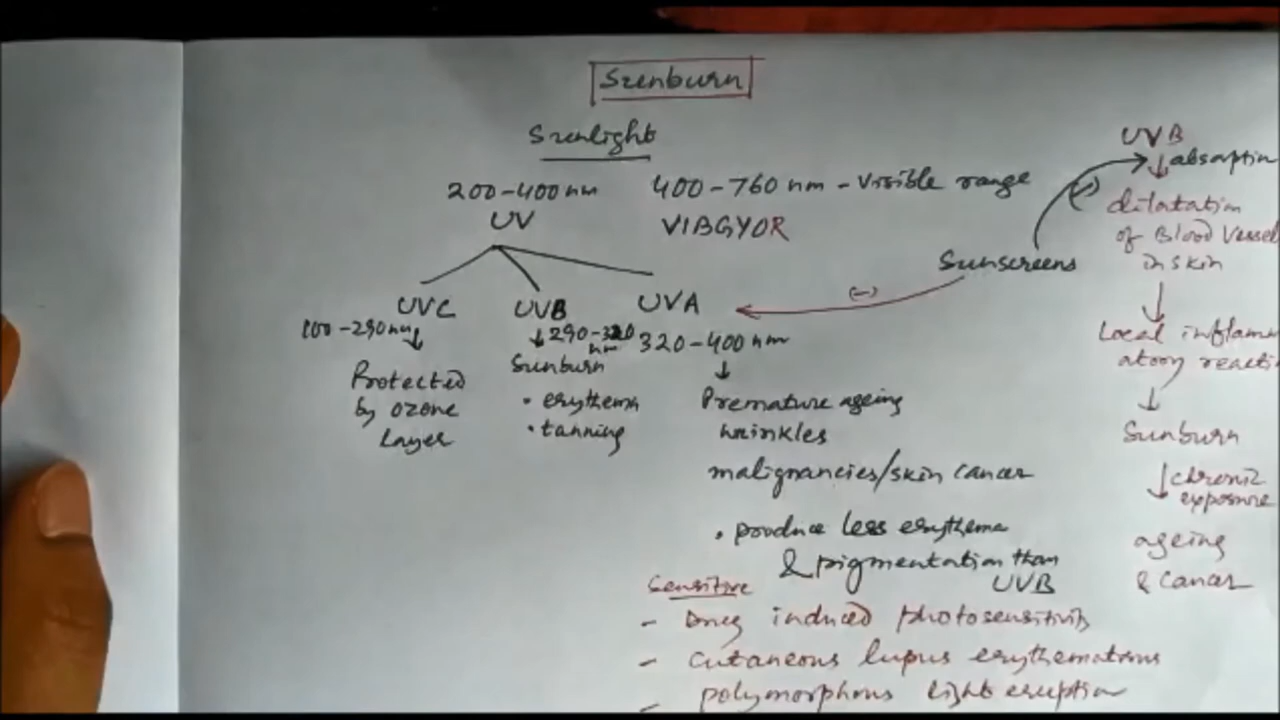 Sunburn
Sunlight
200-400 nm 400-760 nm - Visible range
UV VIBGYOR
UVC UVB UVA
200-290 nm 290-320 nm 320-400 nm
Protected
by ozone
layer
Sunburn
• erythema
• tanning
Premature ageing
wrinkles
malignancies/skin cancer
• produce less erythema
& pigmentation than
UVB
Sensitive
- Drug induced photosensitivity
- cutaneous lupus erythematous
- polymorphous light eruption
Sunscreens
(-)
(-)
UVB
absorption
dilatation
of Blood Vessel
in skin
Local inflamm
atory reacti
Sunburn
chronic
exposure
ageing
& cancer